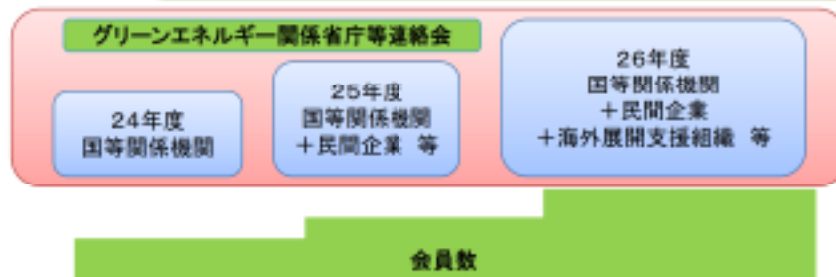 グリーンエネルギー関係省庁等連絡会
24年度
国等関係機関
25年度
国等関係機関
＋民間企業 等
26年度
国等関係機関
＋民間企業
＋海外展開支援組織 等
会員数